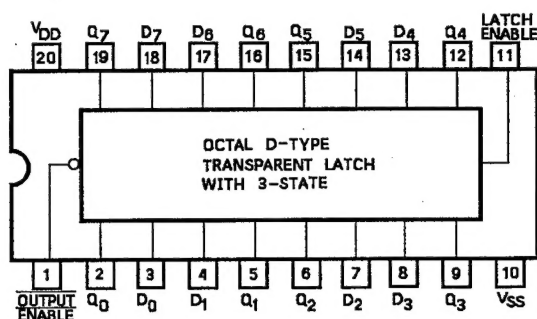 VDD Q7 D7 D6 Q6 Q5 D5 D4 Q4 LATCH ENABLE
20 19 18 17 16 15 14 13 12 11
OCTAL D-TYPE
TRANSPARENT LATCH
WITH 3-STATE
1 2 3 4 5 6 7 8 9 10
OUTPUT ENABLE Q0 D0 D1 Q1 Q2 D2 D3 Q3 VSS